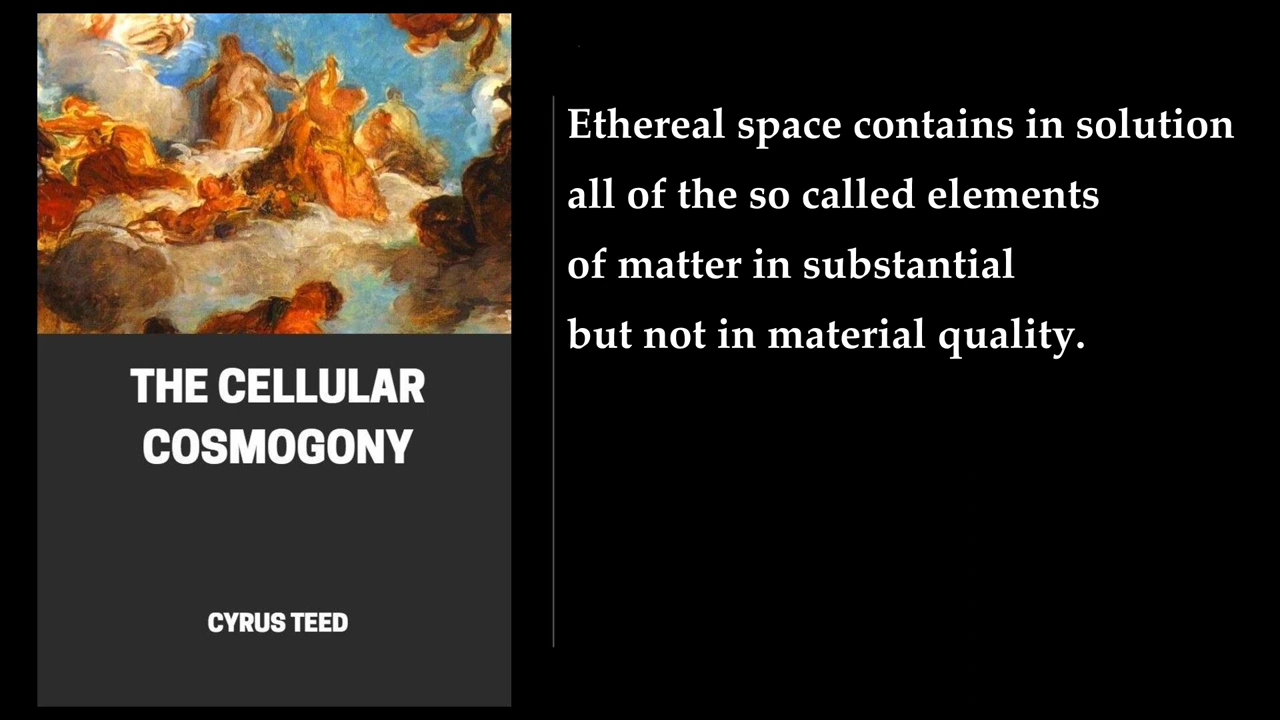 THE CELLULAR
COSMOGONY
CYRUS TEED
Ethereal space contains in solution
all of the so called elements
of matter in substantial
but not in material quality.